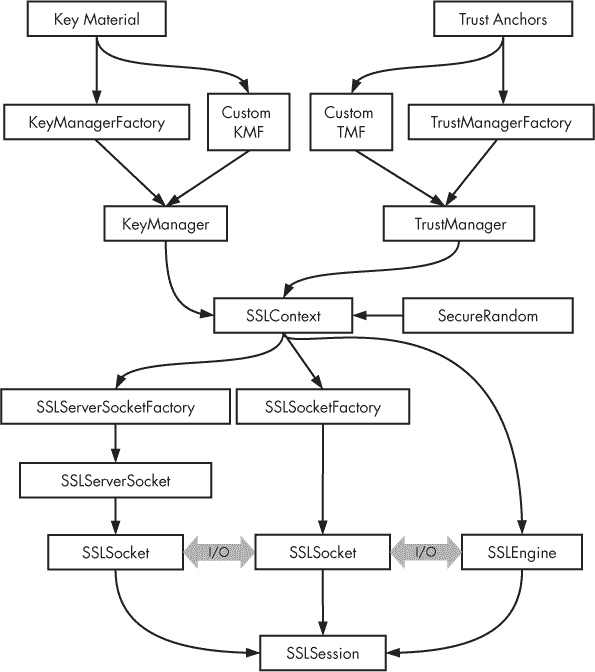 Key Material
Trust Anchors
KeyManagerFactory
Custom
KMF
Custom
TMF
TrustManagerFactory
KeyManager
TrustManager
SSLContext
SecureRandom
SSLServerSocketFactory
SSLSocketFactory
SSLServerSocket
SSLSocket
I/O
SSLSocket
I/O
SSLEngine
SSLSession